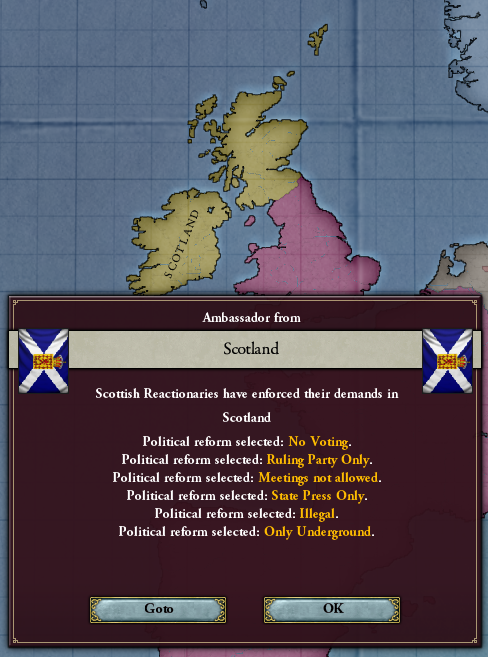 SCOTLAND
Ambassador from
Scotland
Scottish Reactionaries have enforced their demands in
Scotland
Political reform selected: No Voting.
Political reform selected: Ruling Party Only.
Political reform selected: Meetings not allowed.
Political reform selected: State Press Only.
Political reform selected: Illegal.
Political reform selected: Only Underground.
Goto
OK